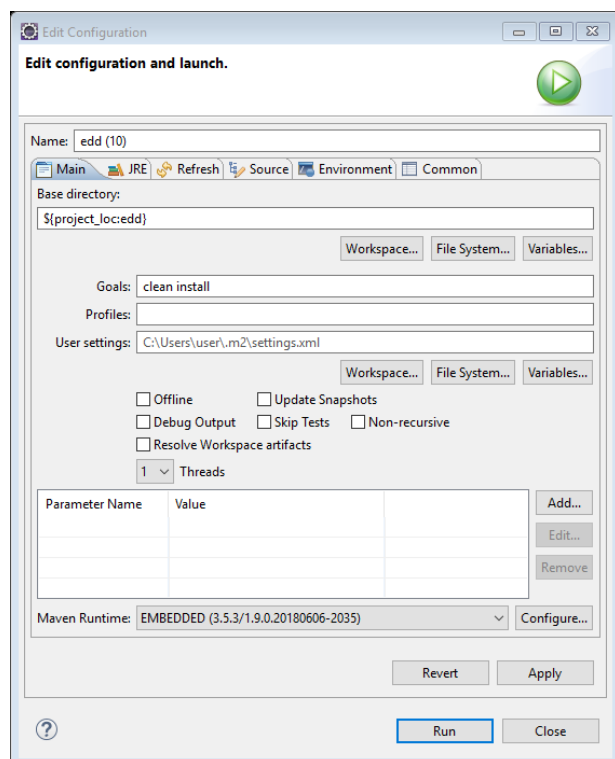 Edit Configuration
Edit configuration and launch.
Name: edd (10)
Main JRE Refresh Source Environment Common
Base directory:
${project_loc:edd}
Workspace... File System... Variables...
Goals: clean install
Profiles:
User settings: C:\Users\user\.m2\settings.xml
Workspace... File System... Variables...
Offline Update Snapshots
Debug Output Skip Tests Non-recursive
Resolve Workspace artifacts
1 Threads
Parameter Name Value Add...
Edit...
Remove
Maven Runtime: EMBEDDED (3.5.3/1.9.0.20180606-2035) Configure...
Revert Apply
? Run Close